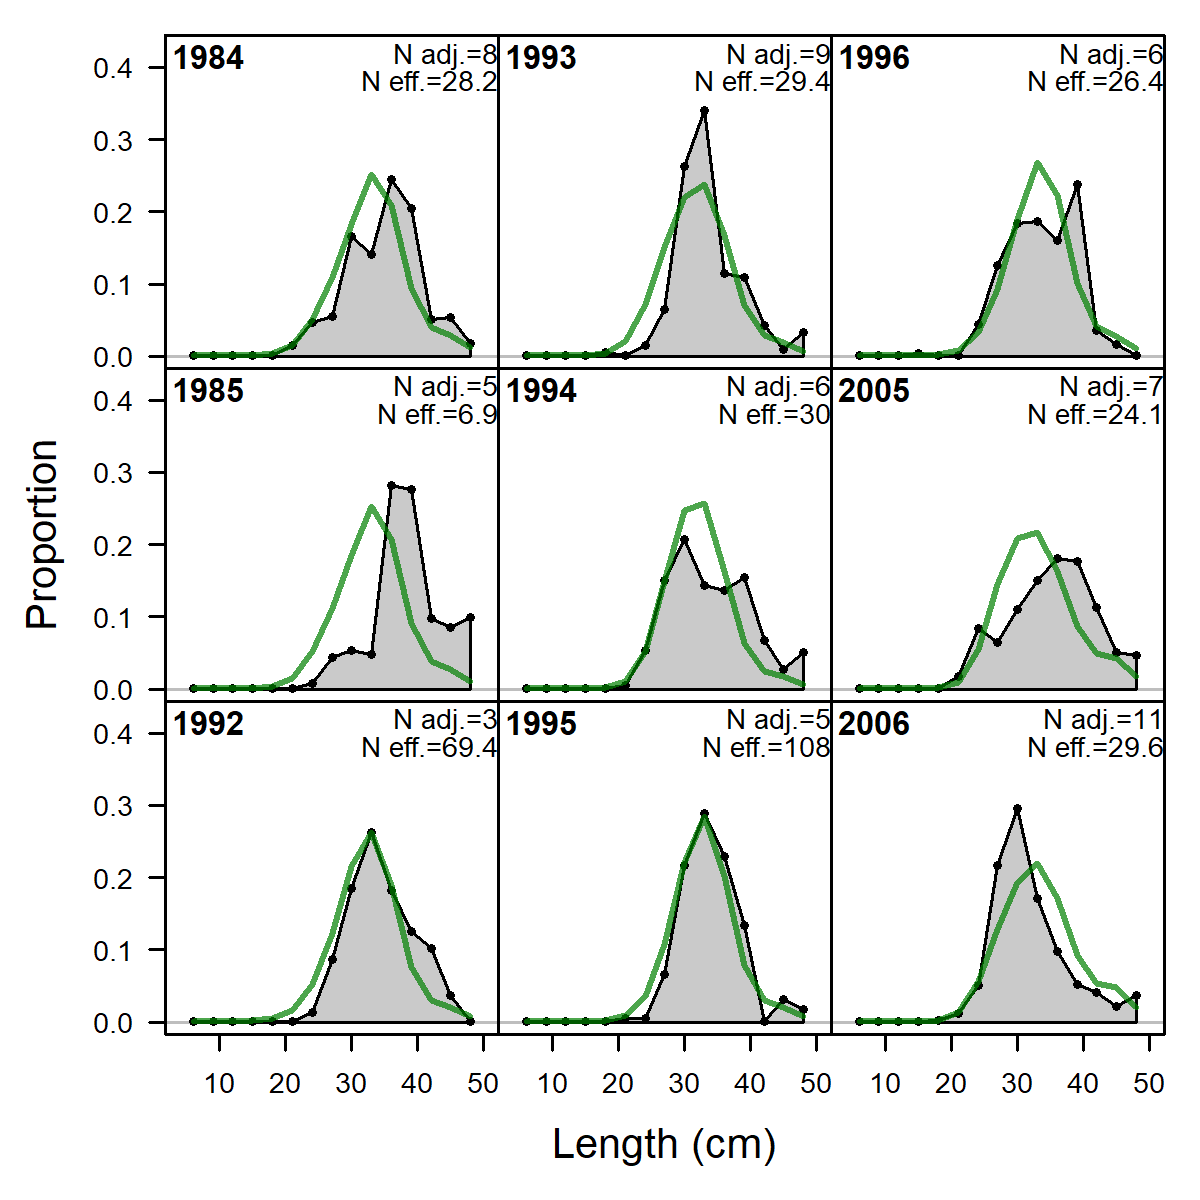 1984
N adj.=8
N eff.=28.2
1993
N adj.=9
N eff.=29.4
1996
N adj.=6
N eff.=26.4
0.4
0.3
0.2
0.1
0.0
1985
N adj.=5
N eff.=6.9
1994
N adj.=6
N eff.=30
2005
N adj.=7
N eff.=24.1
0.4
0.3
0.2
0.1
0.0
Proportion
1992
N adj.=3
N eff.=69.4
1995
N adj.=5
N eff.=108
2006
N adj.=11
N eff.=29.6
0.4
0.3
0.2
0.1
0.0
10 20 30 40 50 10 20 30 40 50 10 20 30 40 50
Length (cm)